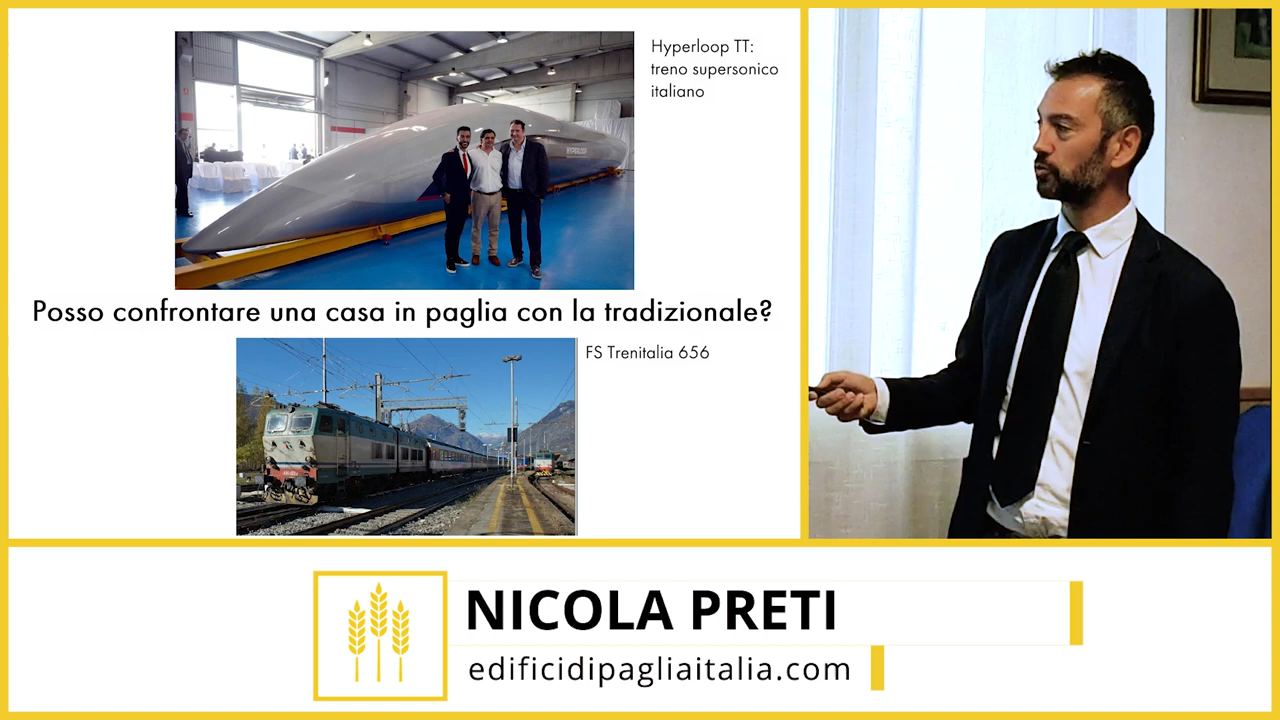 Hyperloop TT:
treno supersonico
italiano
Posso confrontare una casa in paglia con la tradizionale?
FS Trenitalia 656
NICOLA PRETI
edificidipagliaitalia.com